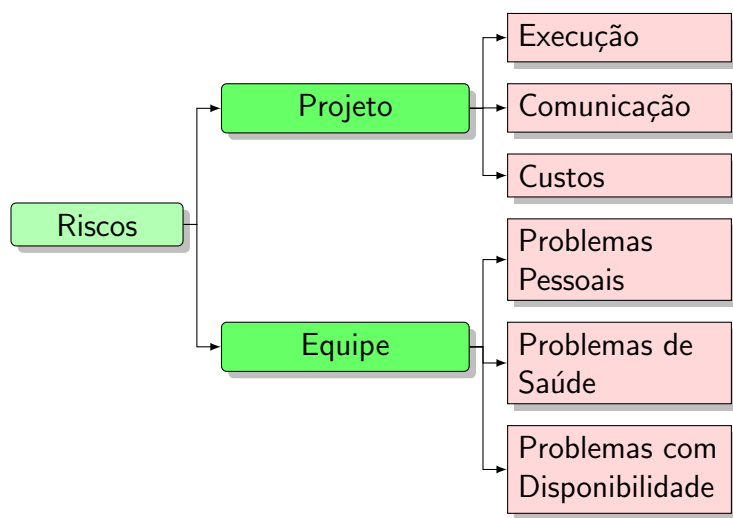 Riscos
Projeto
Execução
Comunicação
Custos
Equipe
Problemas
Pessoais
Problemas de
Saúde
Problemas com
Disponibilidade